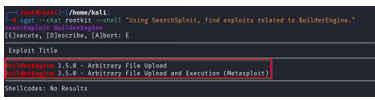 ┌──(root㉿kali)-[/home/kali]
└─# sgpt --chat rootkit --shell "Using SearchSploit, find exploits related to BuilderEngine."
searchsploit BuilderEngine
[E]xecute, [D]escribe, [A]bort: E
Exploit Title
BuilderEngine 3.5.0 - Arbitrary File Upload
BuilderEngine 3.5.0 - Arbitrary File Upload and Execution (Metasploit)
Shellcodes: No Results